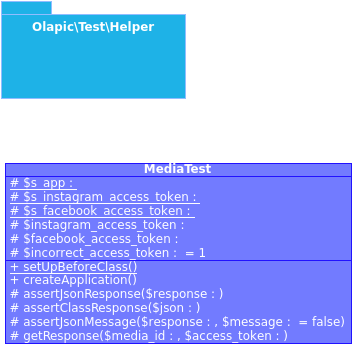 Olapic\Test\Helper
MediaTest
# $s_app :
# $s_instagram_access_token :
# $s_facebook_access_token :
# $instagram_access_token :
# $facebook_access_token :
# $incorrect_access_token :  = 1
+ setUpBeforeClass()
+ createApplication()
# assertJsonResponse($response : )
# assertClassResponse($json : )
# assertJsonMessage($response : , $message :  = false)
# getResponse($media_id : , $access_token : )